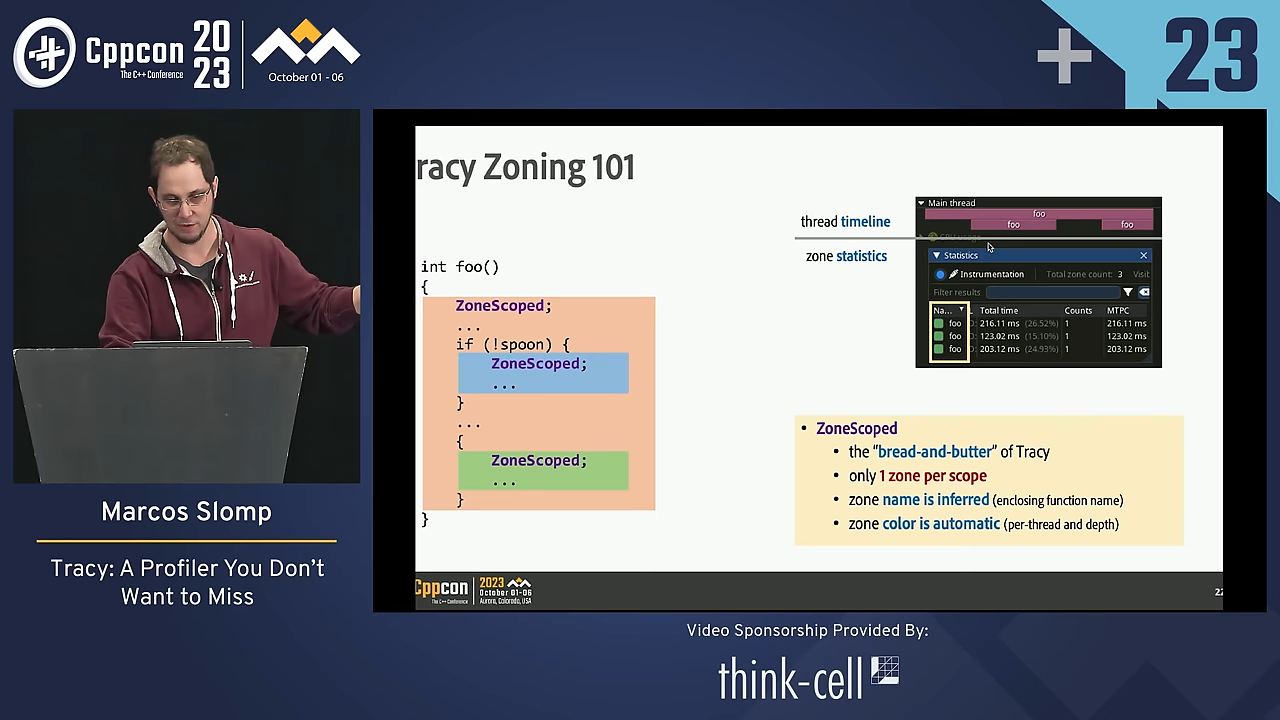 Cppcon
The C++ Conference
20
23
October 01 - 06
+ 23
racy Zoning 101
thread timeline
zone statistics
Main thread
foo
foo
foo
CPU usage
Statistics
Instrumentation
Total zone count: 3
Visit
Filter results
Na...
Total time
Counts
MTPC
foo 216.11 ms (26.52%) 1 216.11 ms
foo 123.02 ms (15.10%) 1 123.02 ms
foo 203.12 ms (24.93%) 1 203.12 ms
int foo()
{
ZoneScoped;
...
if (!spoon) {
ZoneScoped;
...
}
...
{
ZoneScoped;
...
}
}
• ZoneScoped
• the “bread-and-butter” of Tracy
• only 1 zone per scope
• zone name is inferred (enclosing function name)
• zone color is automatic (per-thread and depth)
Cppcon
The C++ Conference
2023
October 01-06
Aurora, Colorado, USA
Marcos Slomp
Tracy: A Profiler You Don’t
Want to Miss
Video Sponsorship Provided By:
think-cell